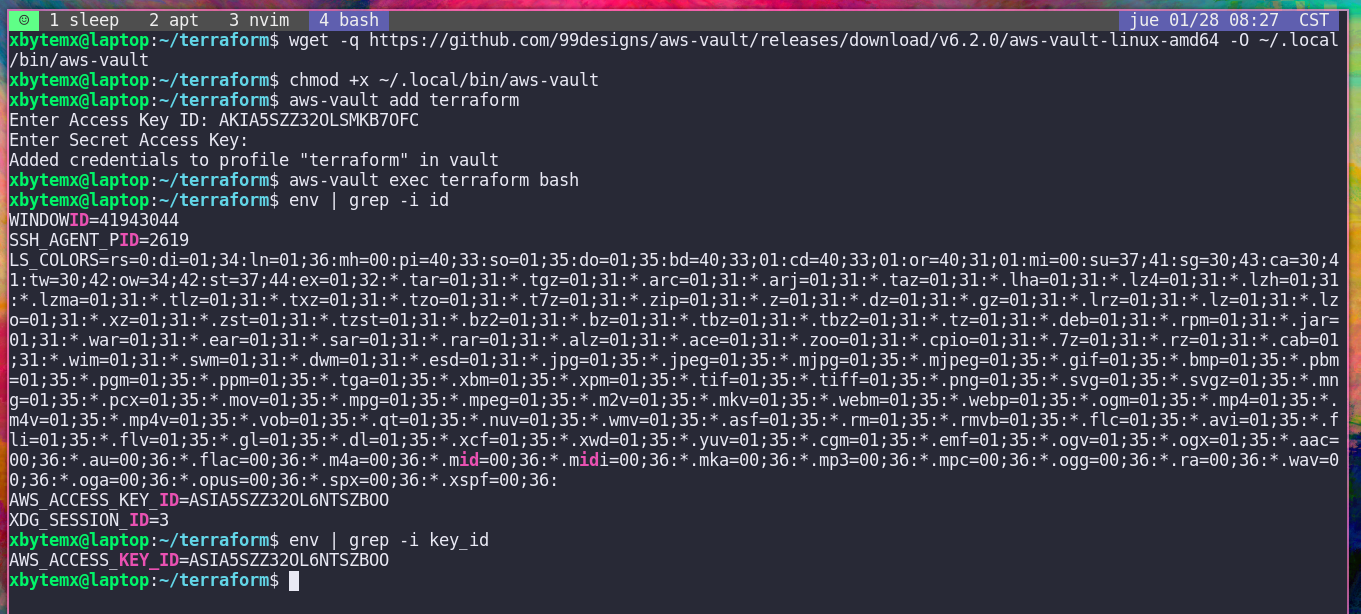 ☺ 1 sleep 2 apt 3 nvim 4 bash jue 01/28 08:27 CST
xbytemx@laptop:~/terraform$ wget -q https://github.com/99designs/aws-vault/releases/download/v6.2.0/aws-vault-linux-amd64 -O ~/.local
/bin/aws-vault
xbytemx@laptop:~/terraform$ chmod +x ~/.local/bin/aws-vault
xbytemx@laptop:~/terraform$ aws-vault add terraform
Enter Access Key ID: AKIA5SZZ32OLSMKB7OFC
Enter Secret Access Key:
Added credentials to profile "terraform" in vault
xbytemx@laptop:~/terraform$ aws-vault exec terraform bash
xbytemx@laptop:~/terraform$ env | grep -i id
WINDOWID=41943044
SSH_AGENT_PID=2619
LS_COLORS=rs=0:di=01;34:ln=01;36:mh=00:pi=40;33:so=01;35:do=01;35:bd=40;33;01:cd=40;33;01:or=40;31;01:mi=00:su=37;41:sg=30;43:ca=30;4
1:tw=30;42:ow=34;42:st=37;44:ex=01;32:*.tar=01;31:*.tgz=01;31:*.arc=01;31:*.arj=01;31:*.taz=01;31:*.lha=01;31:*.lz4=01;31:*.lzh=01;31
:*.lzma=01;31:*.tlz=01;31:*.txz=01;31:*.tzo=01;31:*.t7z=01;31:*.zip=01;31:*.z=01;31:*.dz=01;31:*.gz=01;31:*.lrz=01;31:*.lz=01;31:*.lz
o=01;31:*.xz=01;31:*.zst=01;31:*.tzst=01;31:*.bz2=01;31:*.bz=01;31:*.tbz=01;31:*.tbz2=01;31:*.tz=01;31:*.deb=01;31:*.rpm=01;31:*.jar=
01;31:*.war=01;31:*.ear=01;31:*.sar=01;31:*.rar=01;31:*.alz=01;31:*.ace=01;31:*.zoo=01;31:*.cpio=01;31:*.7z=01;31:*.rz=01;31:*.cab=01
;31:*.wim=01;31:*.swm=01;31:*.dwm=01;31:*.esd=01;31:*.jpg=01;35:*.jpeg=01;35:*.mjpg=01;35:*.mjpeg=01;35:*.gif=01;35:*.bmp=01;35:*.pbm
=01;35:*.pgm=01;35:*.ppm=01;35:*.tga=01;35:*.xbm=01;35:*.xpm=01;35:*.tif=01;35:*.tiff=01;35:*.png=01;35:*.svg=01;35:*.svgz=01;35:*.mn
g=01;35:*.pcx=01;35:*.mov=01;35:*.mpg=01;35:*.mpeg=01;35:*.m2v=01;35:*.mkv=01;35:*.webm=01;35:*.webp=01;35:*.ogm=01;35:*.mp4=01;35:*.
m4v=01;35:*.mp4v=01;35:*.vob=01;35:*.qt=01;35:*.nuv=01;35:*.wmv=01;35:*.asf=01;35:*.rm=01;35:*.rmvb=01;35:*.flc=01;35:*.avi=01;35:*.f
li=01;35:*.flv=01;35:*.gl=01;35:*.dl=01;35:*.xcf=01;35:*.xwd=01;35:*.yuv=01;35:*.cgm=01;35:*.emf=01;35:*.ogv=01;35:*.ogx=01;35:*.aac=
00;36:*.au=00;36:*.flac=00;36:*.m4a=00;36:*.mid=00;36:*.midi=00;36:*.mka=00;36:*.mp3=00;36:*.mpc=00;36:*.ogg=00;36:*.ra=00;36:*.wav=0
0;36:*.oga=00;36:*.opus=00;36:*.spx=00;36:*.xspf=00;36:
AWS_ACCESS_KEY_ID=ASIA5SZZ32OL6NTSZBOO
XDG_SESSION_ID=3
xbytemx@laptop:~/terraform$ env | grep -i key_id
AWS_ACCESS_KEY_ID=ASIA5SZZ32OL6NTSZBOO
xbytemx@laptop:~/terraform$